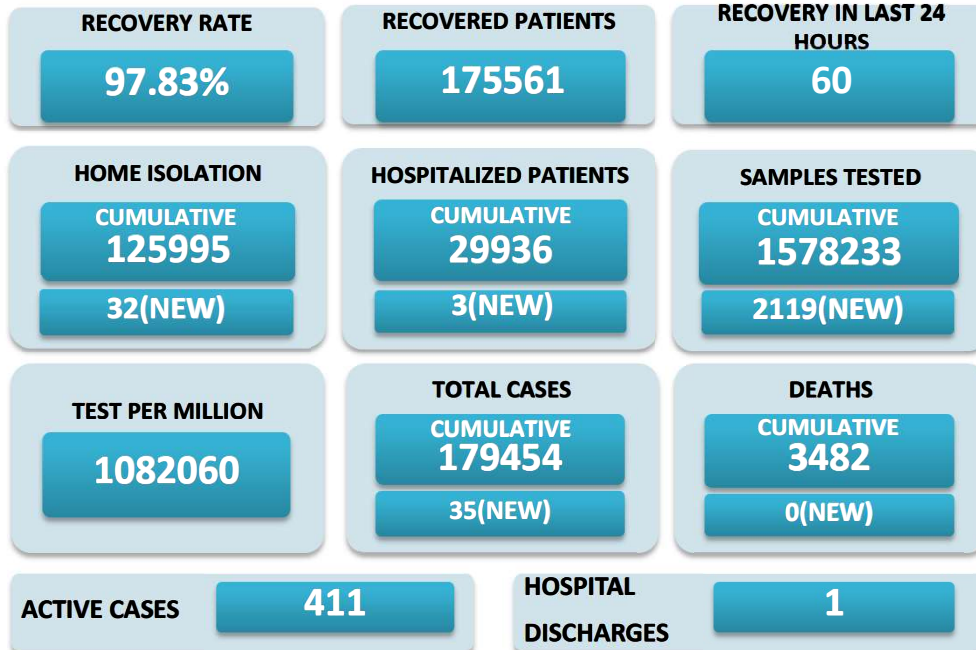 RECOVERY RATE
97.83%
RECOVERED PATIENTS
175561
RECOVERY IN LAST 24
HOURS
60
HOME ISOLATION
CUMULATIVE
125995
32(NEW)
HOSPITALIZED PATIENTS
CUMULATIVE
29936
3(NEW)
SAMPLES TESTED
CUMULATIVE
1578233
2119(NEW)
TEST PER MILLION
1082060
TOTAL CASES
CUMULATIVE
179454
35(NEW)
DEATHS
CUMULATIVE
3482
0(NEW)
ACTIVE CASES
411
HOSPITAL
DISCHARGES
1